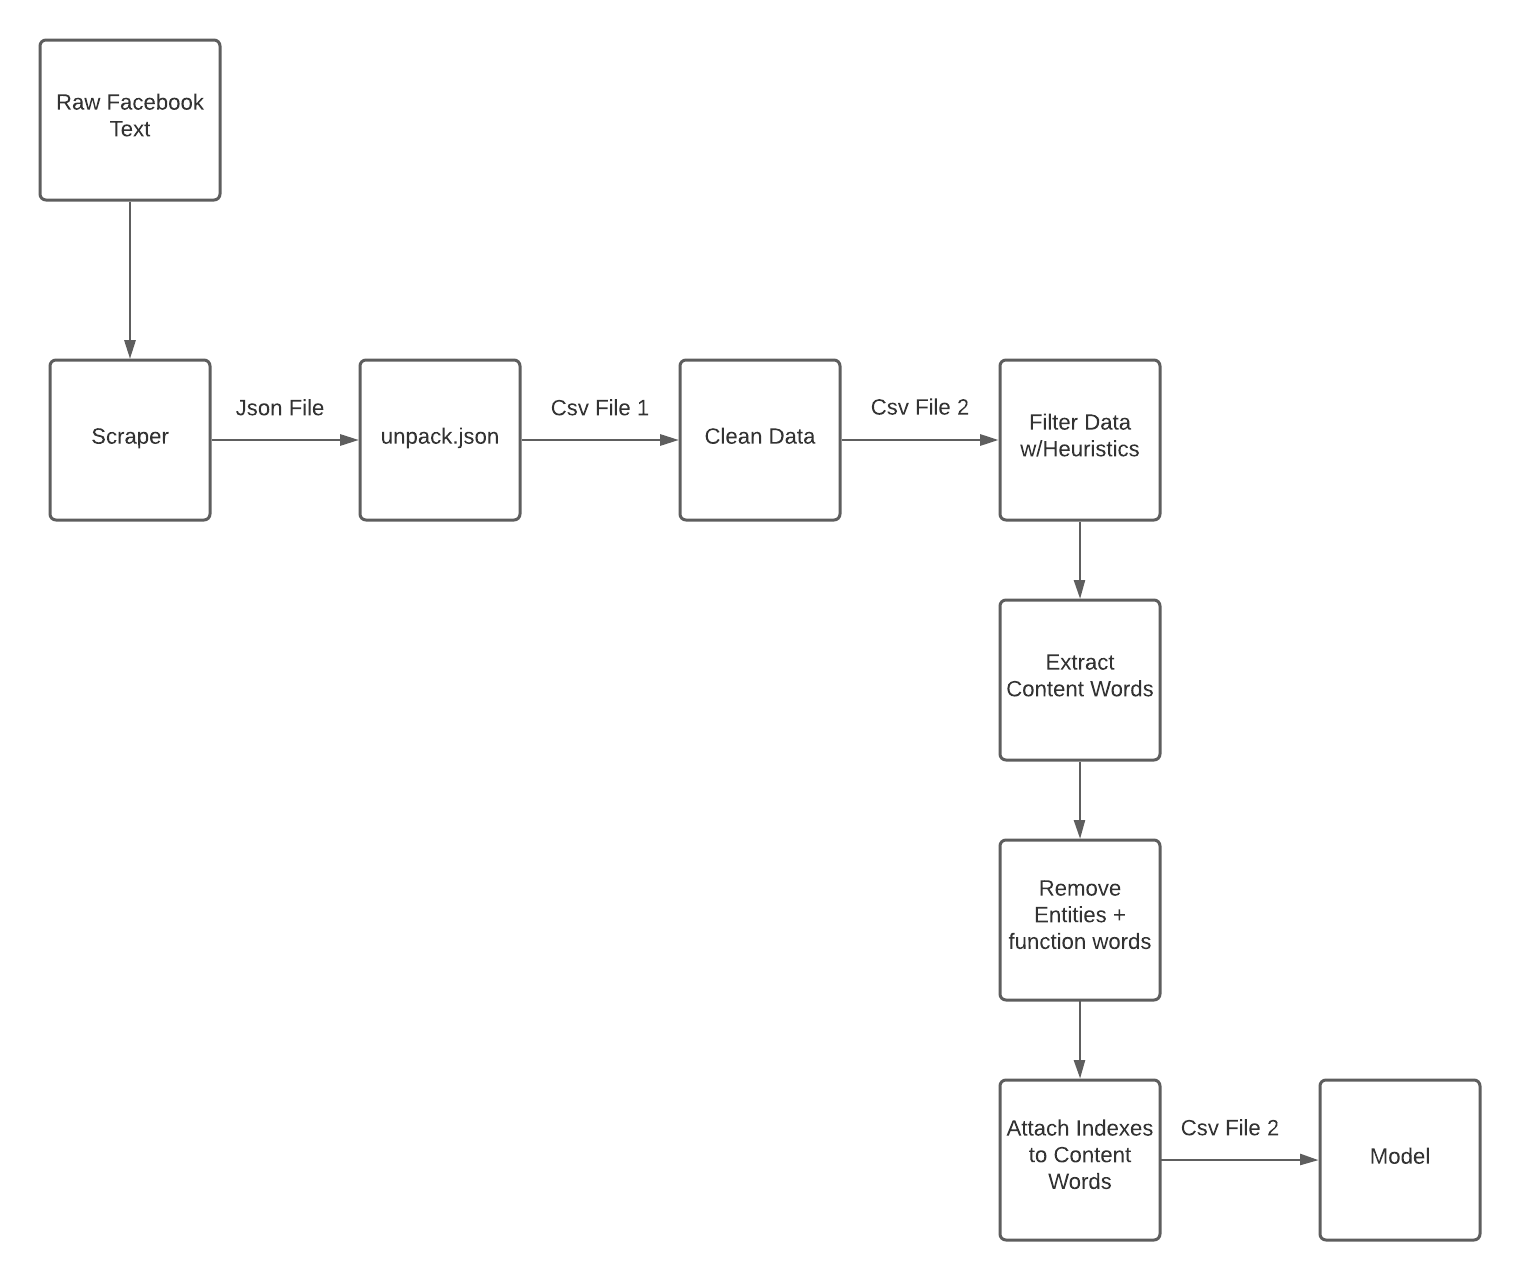 Raw Facebook
Text
Scraper
Json File
unpack.json
Csv File 1
Clean Data
Csv File 2
Filter Data
w/Heuristics
Extract
Content Words
Remove
Entities +
function words
Attach Indexes
to Content
Words
Csv File 2
Model